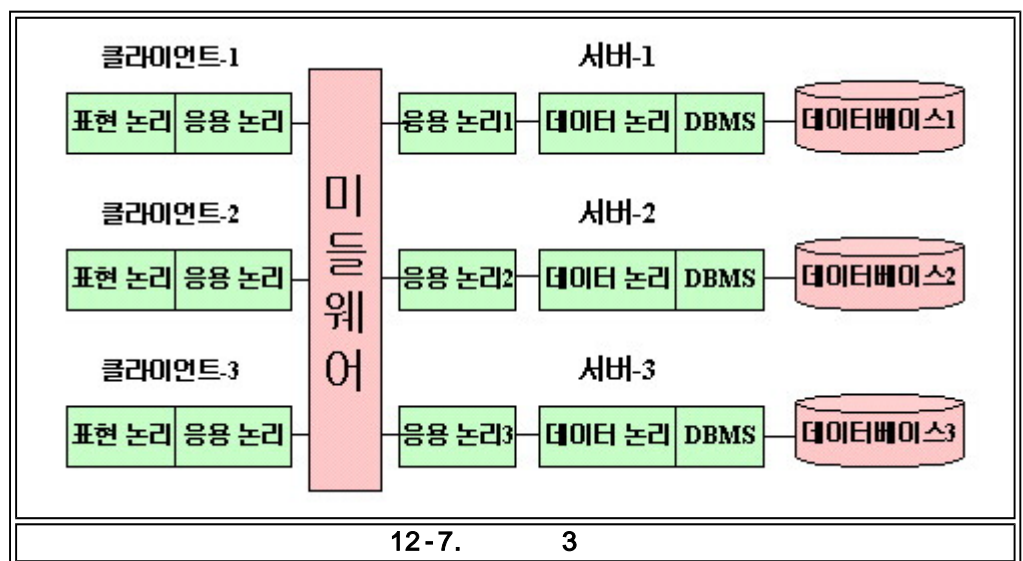 클라이언트-1 서버-1
표현 논리 응용 논리 응용 논리1 데이터 논리 DBMS 데이터베이스1
미들웨어
클라이언트-2 서버-2
표현 논리 응용 논리 응용 논리2 데이터 논리 DBMS 데이터베이스2
클라이언트-3 서버-3
표현 논리 응용 논리 응용 논리3 데이터 논리 DBMS 데이터베이스3
12-7. 3